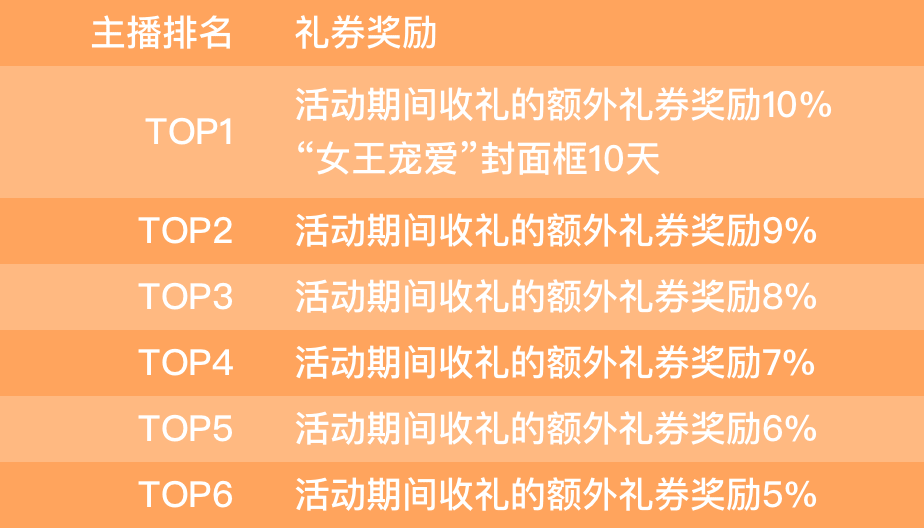 主播排名 礼券奖励
TOP1 活动期间收礼的额外礼券奖励10%
“女王宠爱”封面框10天
TOP2 活动期间收礼的额外礼券奖励9%
TOP3 活动期间收礼的额外礼券奖励8%
TOP4 活动期间收礼的额外礼券奖励7%
TOP5 活动期间收礼的额外礼券奖励6%
TOP6 活动期间收礼的额外礼券奖励5%